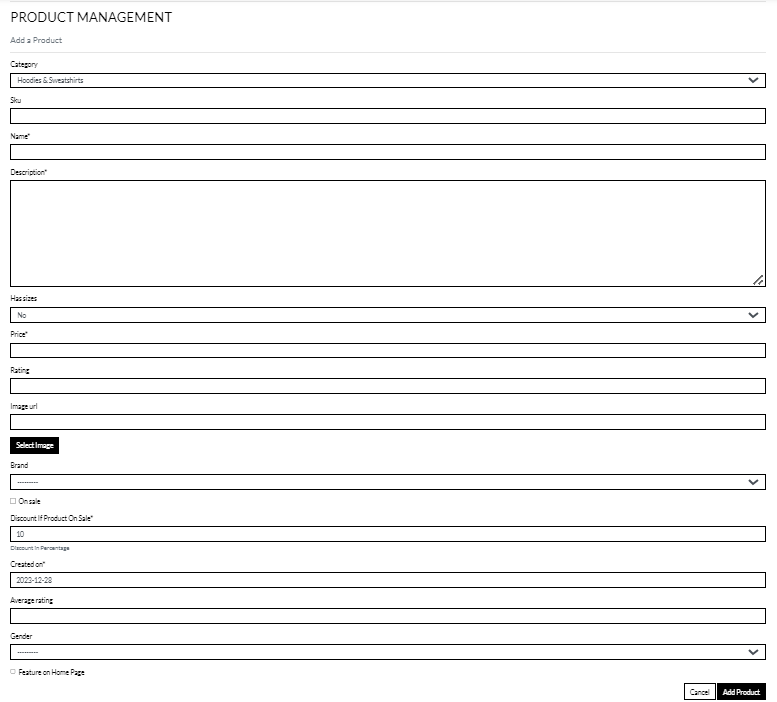 PRODUCT MANAGEMENT
Add a Product
Category
Hoodies & Sweatshirts
Sku
Name*
Description*
Has sizes
No
Price*
Rating
Image url
Select Image
Brand
---------
On sale
Discount If Product On Sale*
10
Discount In Percentage
Created on*
2023-12-28
Average rating
Gender
---------
Feature on Home Page
Cancel Add Product